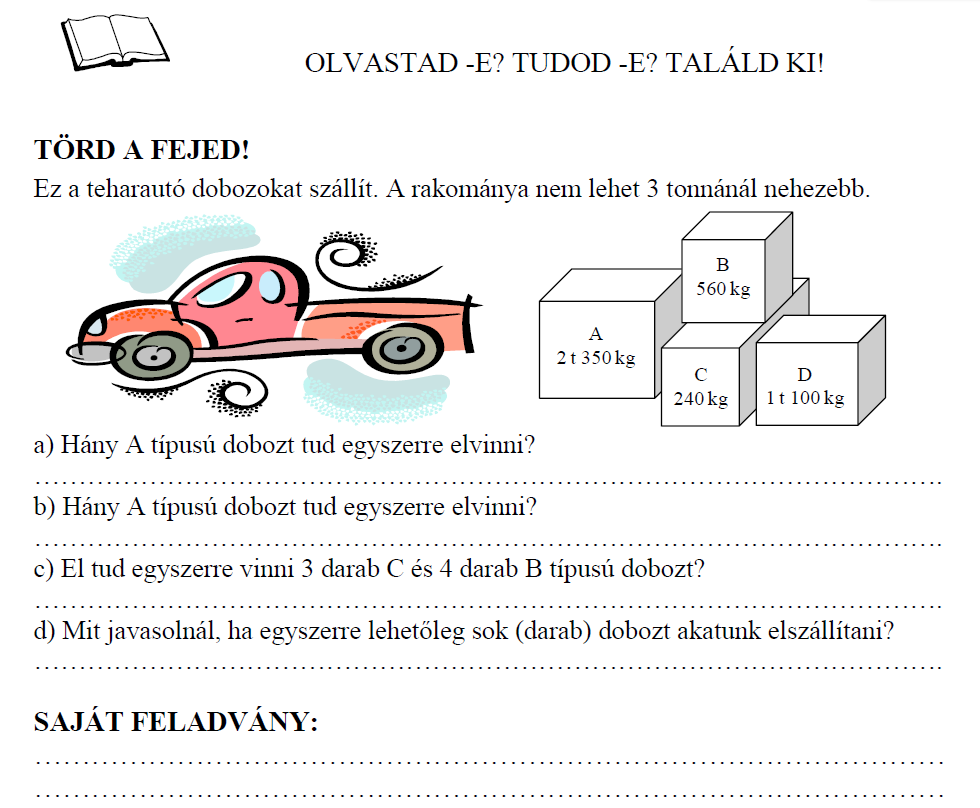 OLVASTAD -E? TUDOD -E? TALÁLD KI!
TÖRD A FEJED!
Ez a teharautó dobozokat szállít. A rakománya nem lehet 3 tonnánál nehezebb.
B
560 kg
A
2 t 350 kg
C
240 kg
D
1 t 100 kg
a) Hány A típusú dobozt tud egyszerre elvinni?
……………………………………………………………………………………………….
b) Hány A típusú dobozt tud egyszerre elvinni?
……………………………………………………………………………………………….
c) El tud egyszerre vinni 3 darab C és 4 darab B típusú dobozt?
……………………………………………………………………………………………….
d) Mit javasolnál, ha egyszerre lehetőleg sok (darab) dobozt akatunk elszállítani?
……………………………………………………………………………………………….
SAJÁT FELADVÁNY:
………………………………………………………………………………………………
………………………………………………………………………………………………